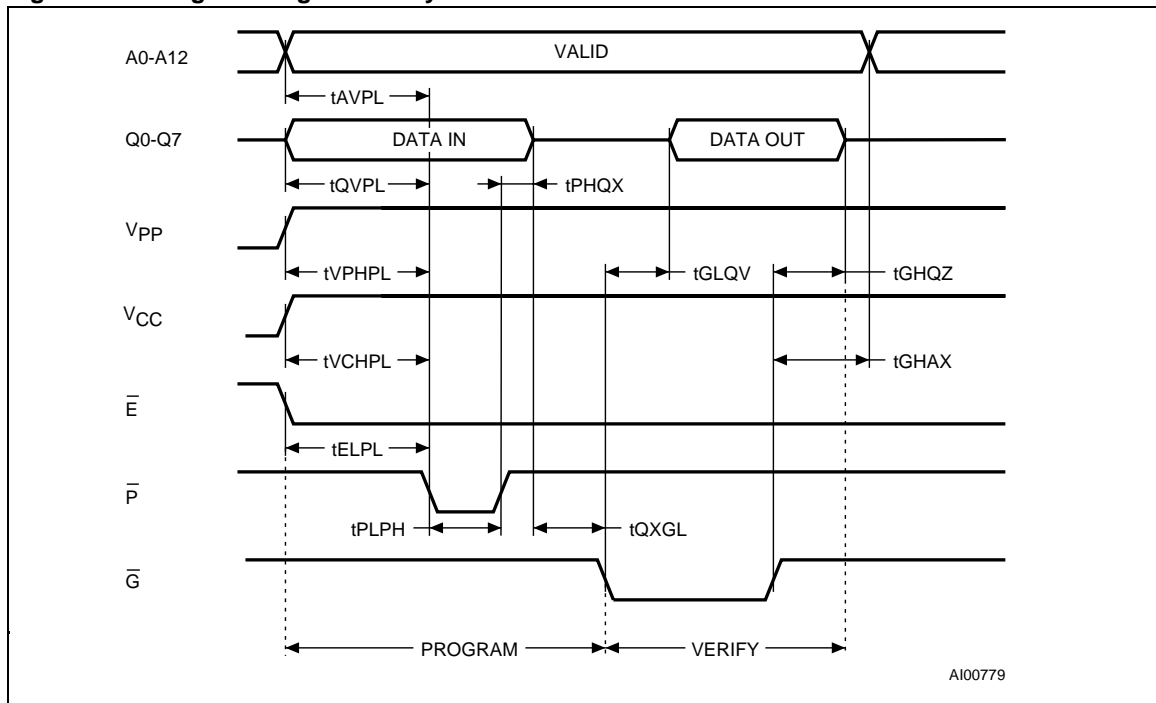 A0-A12
VALID
tAVPL
Q0-Q7
DATA IN
DATA OUT
tQVPL
tPHQX
VPP
tVPHPL
tGLQV
tGHQZ
VCC
tVCHPL
tGHAX
E̅
tELPL
P̅
tPLPH
tQXGL
G̅
PROGRAM
VERIFY
AI00779